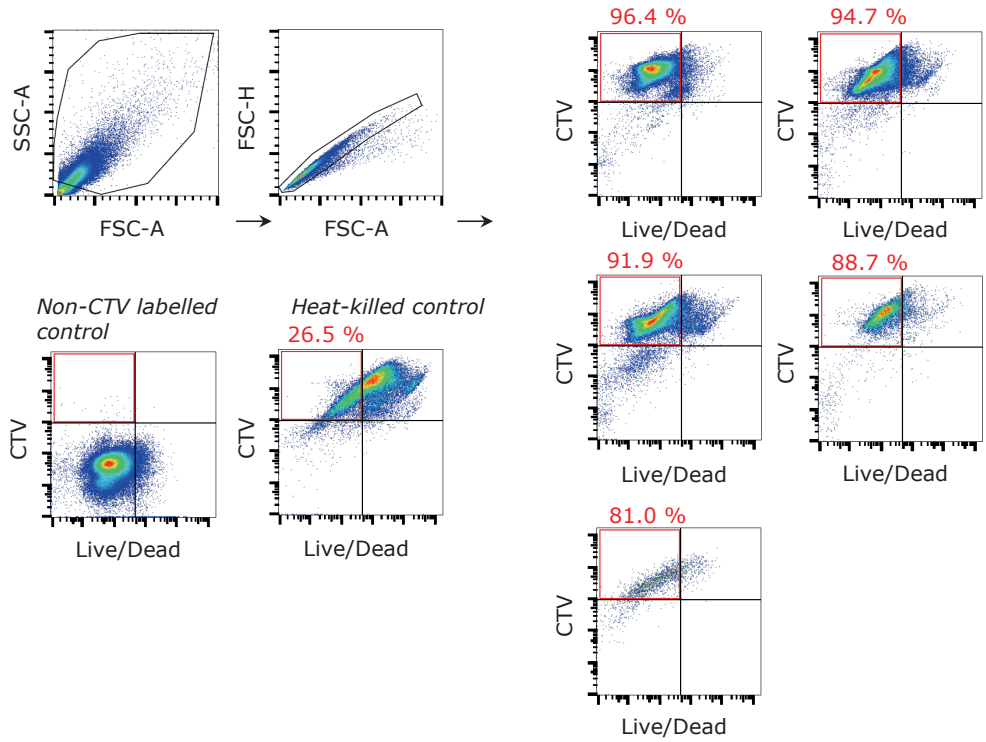 SSC-A
FSC-A
FSC-H
FSC-A
96.4 %
CTV
Live/Dead
94.7 %
CTV
Live/Dead
Non-CTV labelled
control
CTV
Live/Dead
Heat-killed control
26.5 %
CTV
Live/Dead
91.9 %
CTV
Live/Dead
88.7 %
CTV
Live/Dead
81.0 %
CTV
Live/Dead